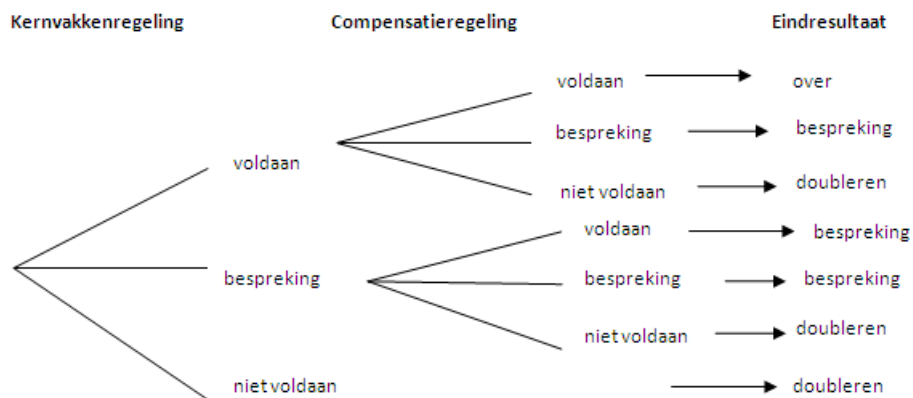 Kernvakkenregeling Compensatieregeling Eindresultaat
voldaan over
bespreking bespreking
voldaan
niet voldaan doubleren
voldaan bespreking
bespreking bespreking bespreking
niet voldaan doubleren
niet voldaan doubleren